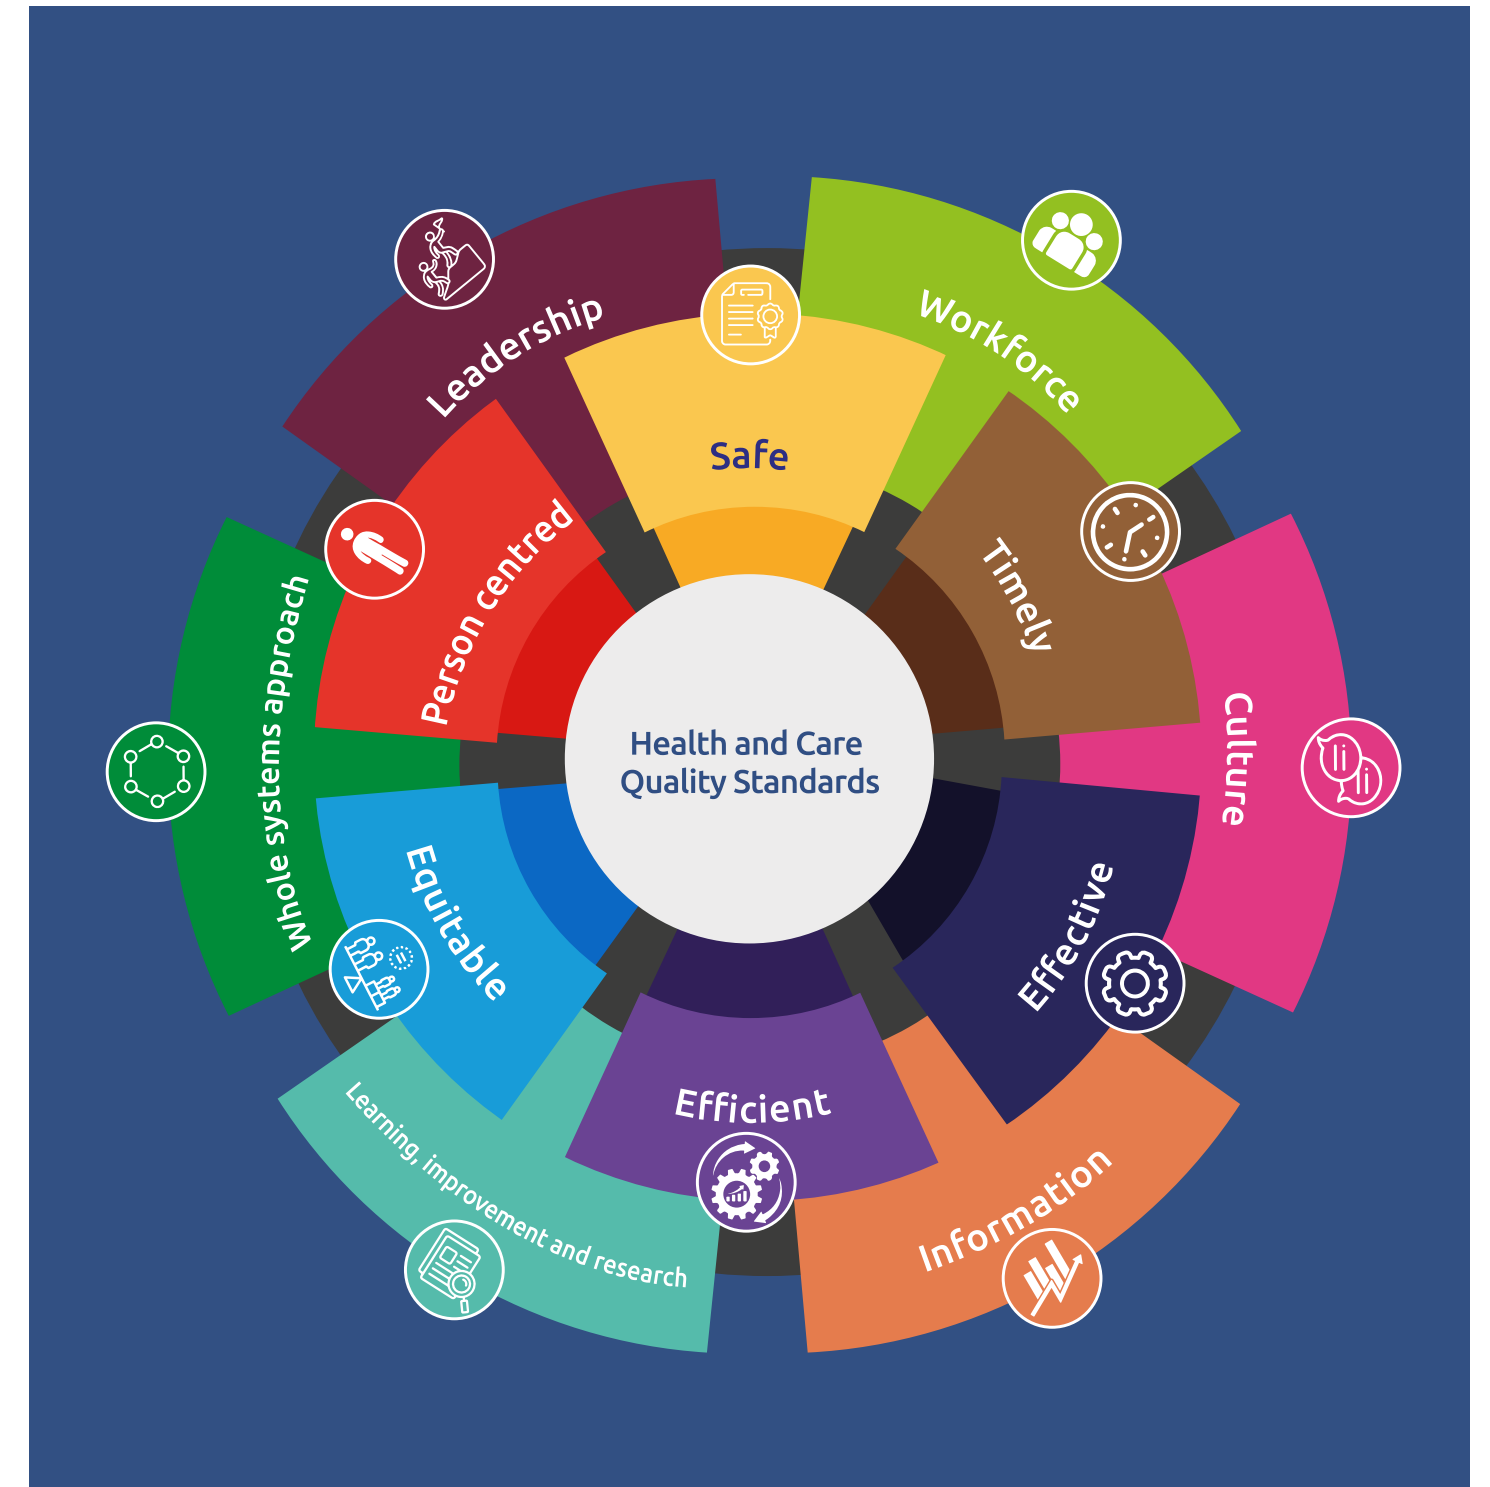 Leadership
Workforce
Safe
Person centred
Timely
Whole systems approach
Health and Care
Quality Standards
Culture
Equitable
Effective
Efficient
Learning, improvement and research
Information